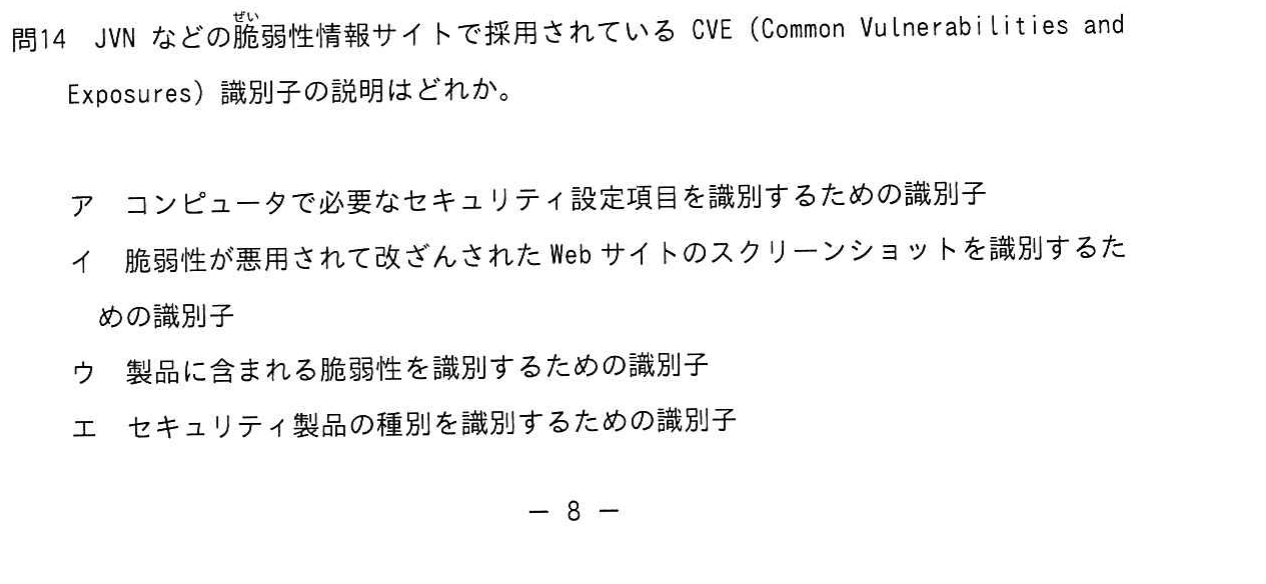 ぜい
問14 JVN などの脆弱性情報サイトで採用されている CVE (Common Vulnerabilities and
Exposures) 識別子の説明はどれか。
ア コンピュータで必要なセキュリティ設定項目を識別するための識別子
イ 脆弱性が悪用されて改ざんされた Web サイトのスクリーンショットを識別するた
めの識別子
ウ 製品に含まれる脆弱性を識別するための識別子
エ セキュリティ製品の種別を識別するための識別子
― 8 ―